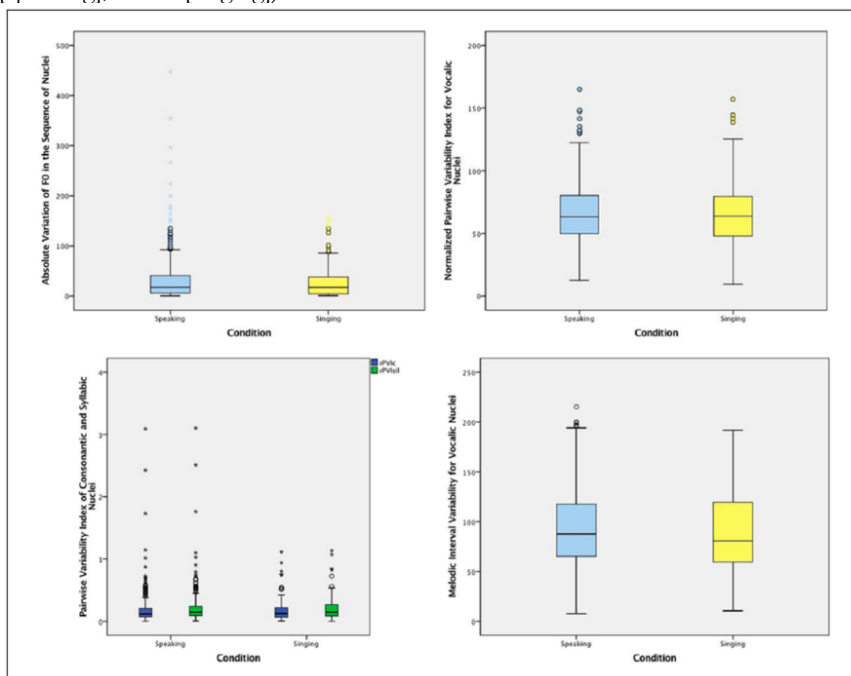 500
400
300
200
100
0
Absolute Variation of F0 in the Sequence of Nuclei
Speaking
Singing
Condition
200
150
100
50
0
Normalized Pairwise Variability Index for Vocalic
Nuclei
Speaking
Singing
Condition
rPVIc
rPVIsil
4
3
2
1
0
Pairwise Variability Index of Consonantic and Syllabic
Nuclei
Speaking
Singing
Condition
250
200
150
100
50
0
Melodic Interval Variability for Vocalic Nuclei
Speaking
Singing
Condition